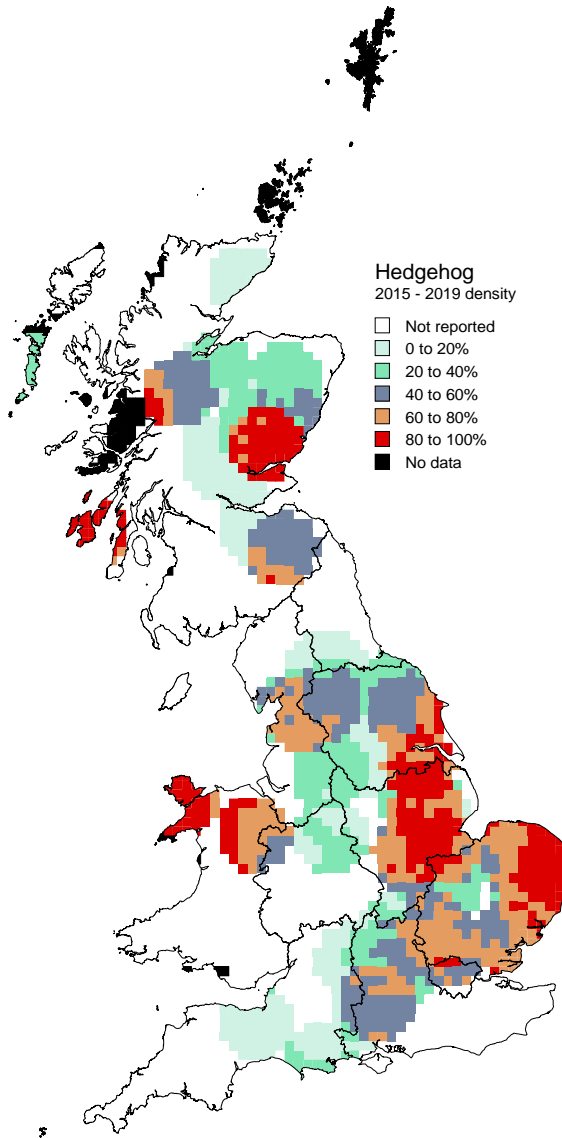 Hedgehog
2015 - 2019 density
Not reported
0 to 20%
20 to 40%
40 to 60%
60 to 80%
80 to 100%
No data